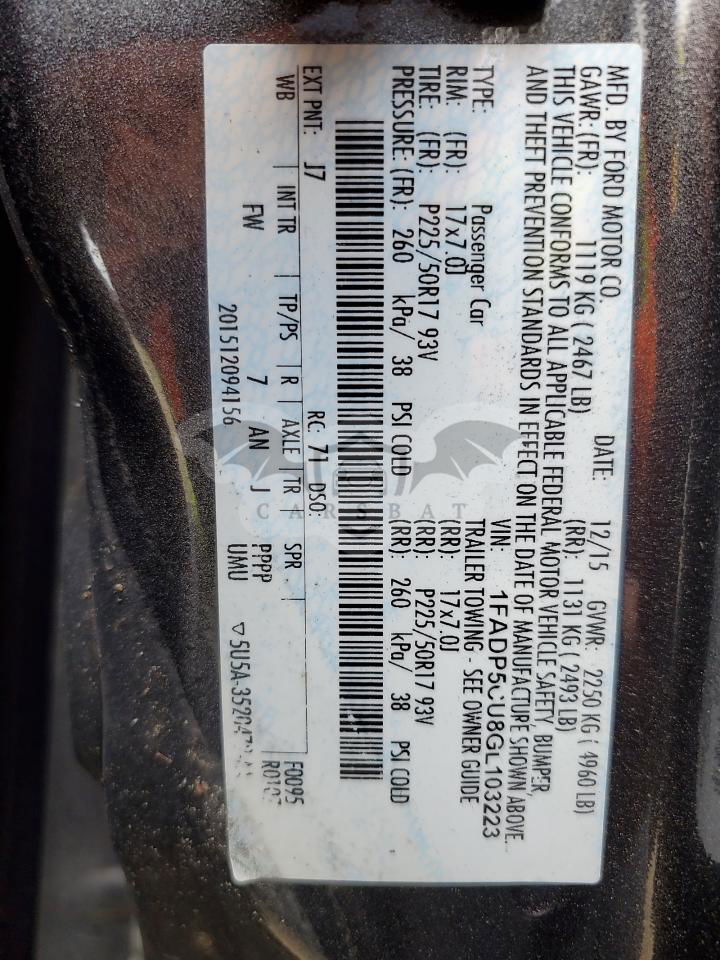 MFD. BY FORD MOTOR CO. DATE: 12/15 GVWR: 2250 KG ( 4960 LB)
GAWR: (FR): 1119 KG ( 2467 LB) (RR): 1131 KG ( 2493 LB)
THIS VEHICLE CONFORMS TO ALL APPLICABLE FEDERAL MOTOR VEHICLE SAFETY, BUMPER,
AND THEFT PREVENTION STANDARDS IN EFFECT ON THE DATE OF MANUFACTURE SHOWN ABOVE.
VIN: 1FADP5CU8GL103223
TYPE: Passenger Car TRAILER TOWING - SEE OWNER GUIDE
RIM: (FR): 17x7.0J (RR): 17x7.0J
TIRE: (FR): P225/50R17 93V (RR): P225/50R17 93V
PRESSURE: (FR): 260 kPa/ 38 PSI COLD (RR): 260 kPa/ 38 PSI COLD
CARSBAT
EXT PNT: J7 RC: 71 DSO: F0095
WB INT TR TP/PS R AXLE TR SPR
FW 7 AN J PPPP
201512094156 UMU